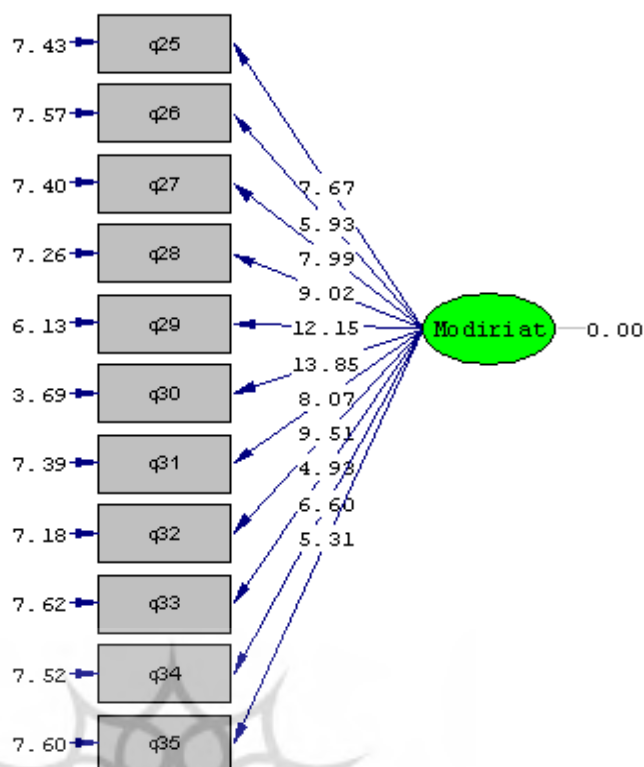 7.43 q25
7.57 q26
7.40 q27
7.26 q28
6.13 q29
3.69 q30
7.39 q31
7.18 q32
7.62 q33
7.52 q34
7.60 q35
7.67
5.93
7.99
9.02
12.15
13.85
8.07
9.51
4.93
6.60
5.31
Modiriat 0.00